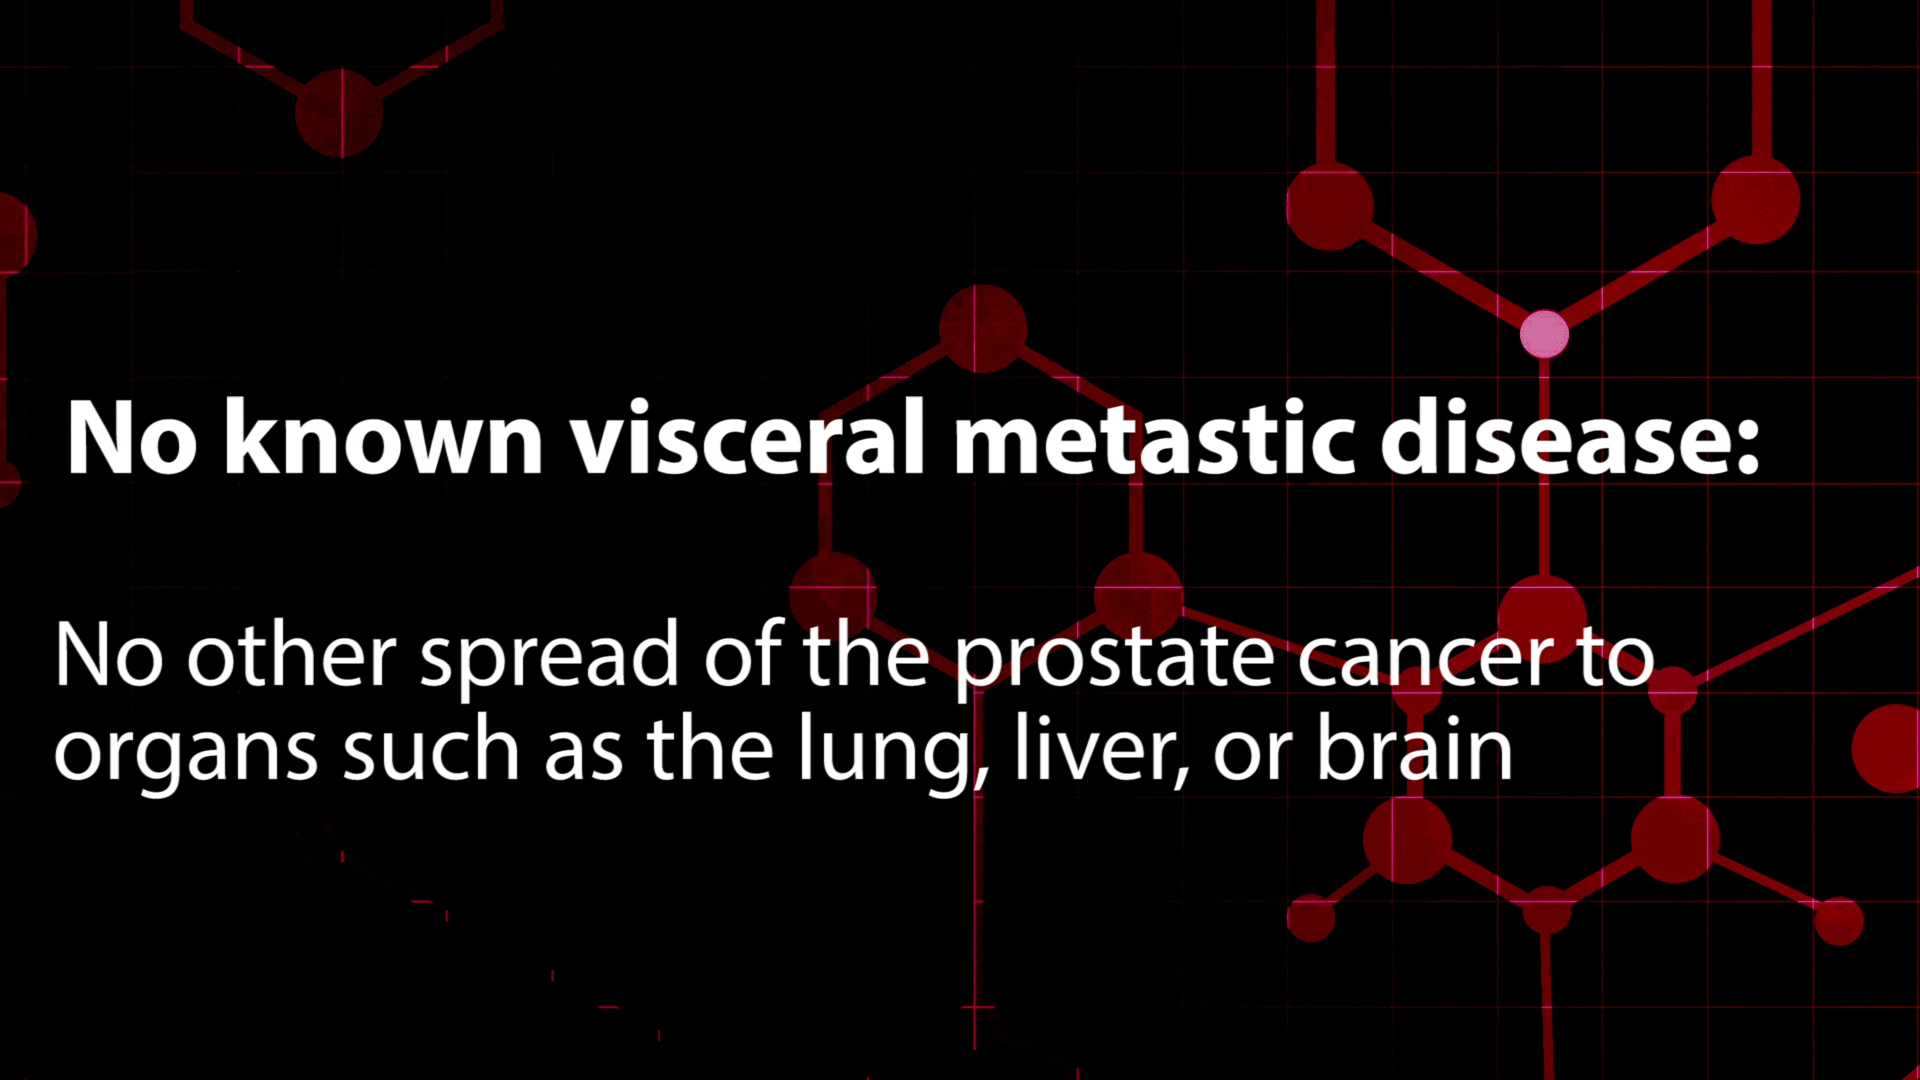 No known visceral metastic disease:
No other spread of the prostate cancer to
organs such as the lung, liver, or brain